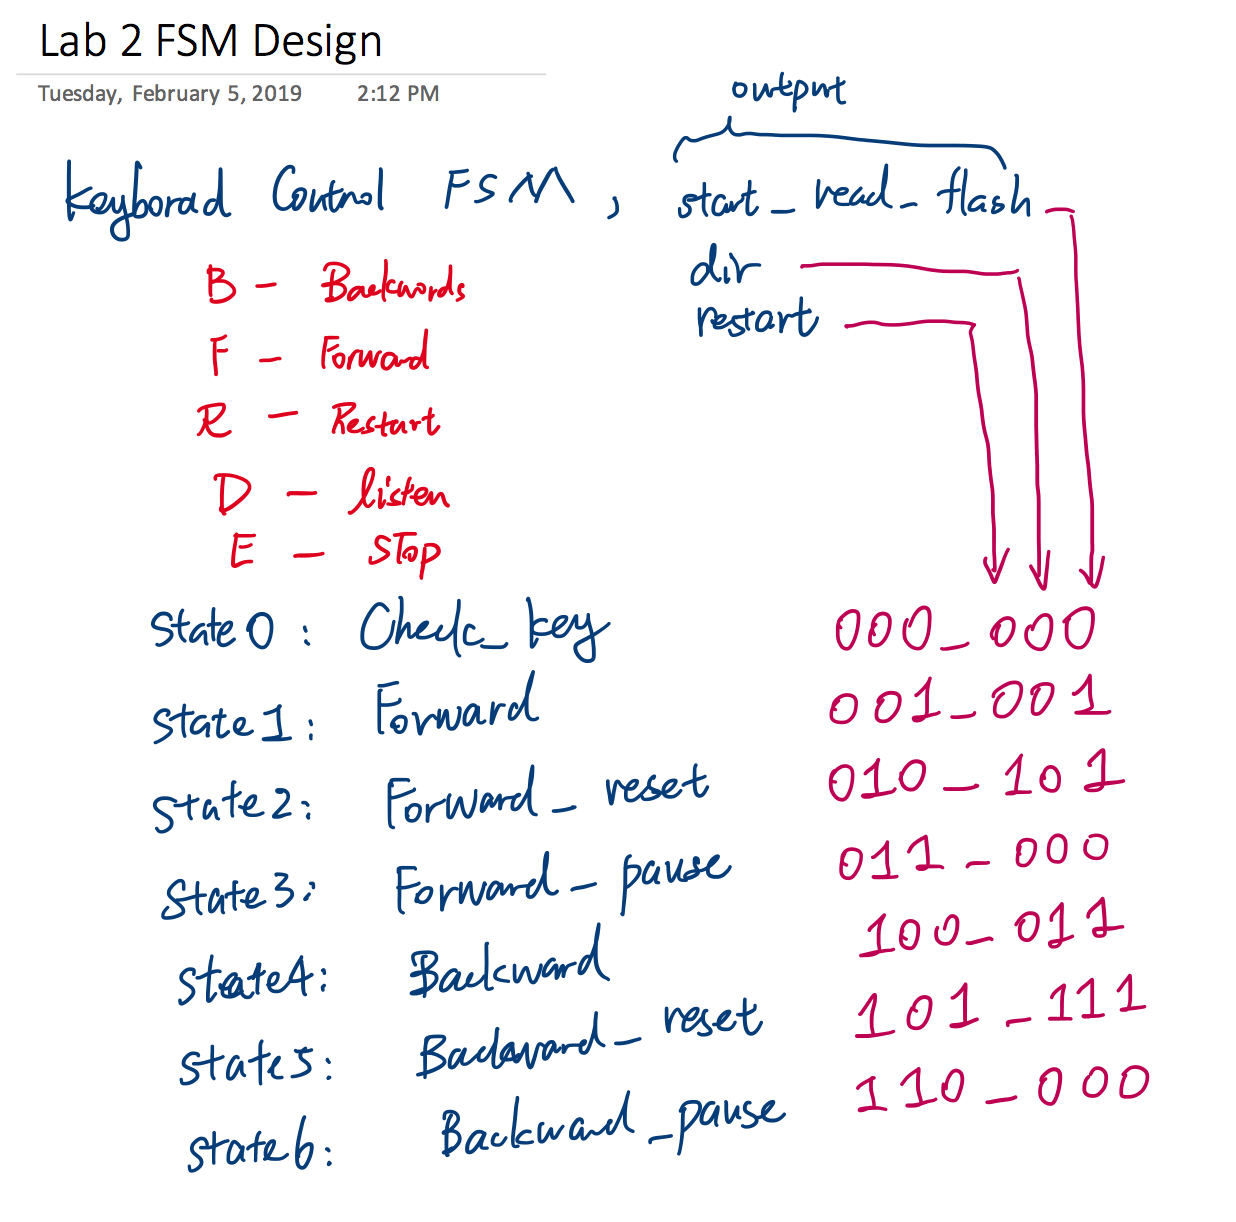 Lab 2 FSM Design
Tuesday, February 5, 2019 2:12 PM
output
keyborad Control FSM , start_read_flash
dir
restart
B - Backwords
F - Forward
R - Restart
D - listen
E - STop
State 0 : Check_key 000_000
State 1 : Forward 001_001
State 2 : Forward_reset 010_101
State 3 : Forward_pause 011_000
State 4 : Backward 100_011
State 5 : Backward_reset 101_111
State 6 : Backward_pause 110_000